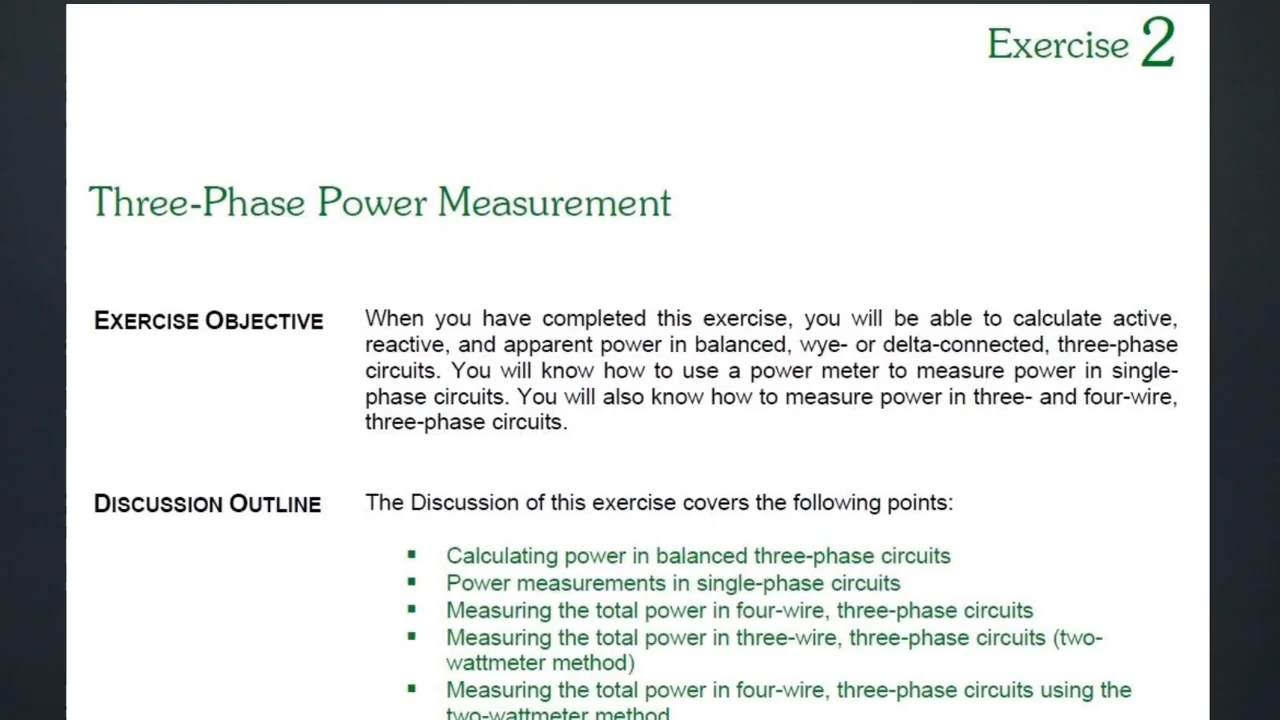 Exercise 2
Three-Phase Power Measurement
EXERCISE OBJECTIVE
When you have completed this exercise, you will be able to calculate active,
reactive, and apparent power in balanced, wye- or delta-connected, three-phase
circuits. You will know how to use a power meter to measure power in single-
phase circuits. You will also know how to measure power in three- and four-wire,
three-phase circuits.
DISCUSSION OUTLINE
The Discussion of this exercise covers the following points:
▪ Calculating power in balanced three-phase circuits
▪ Power measurements in single-phase circuits
▪ Measuring the total power in four-wire, three-phase circuits
▪ Measuring the total power in three-wire, three-phase circuits (two-
wattmeter method)
▪ Measuring the total power in four-wire, three-phase circuits using the
two-wattmeter method